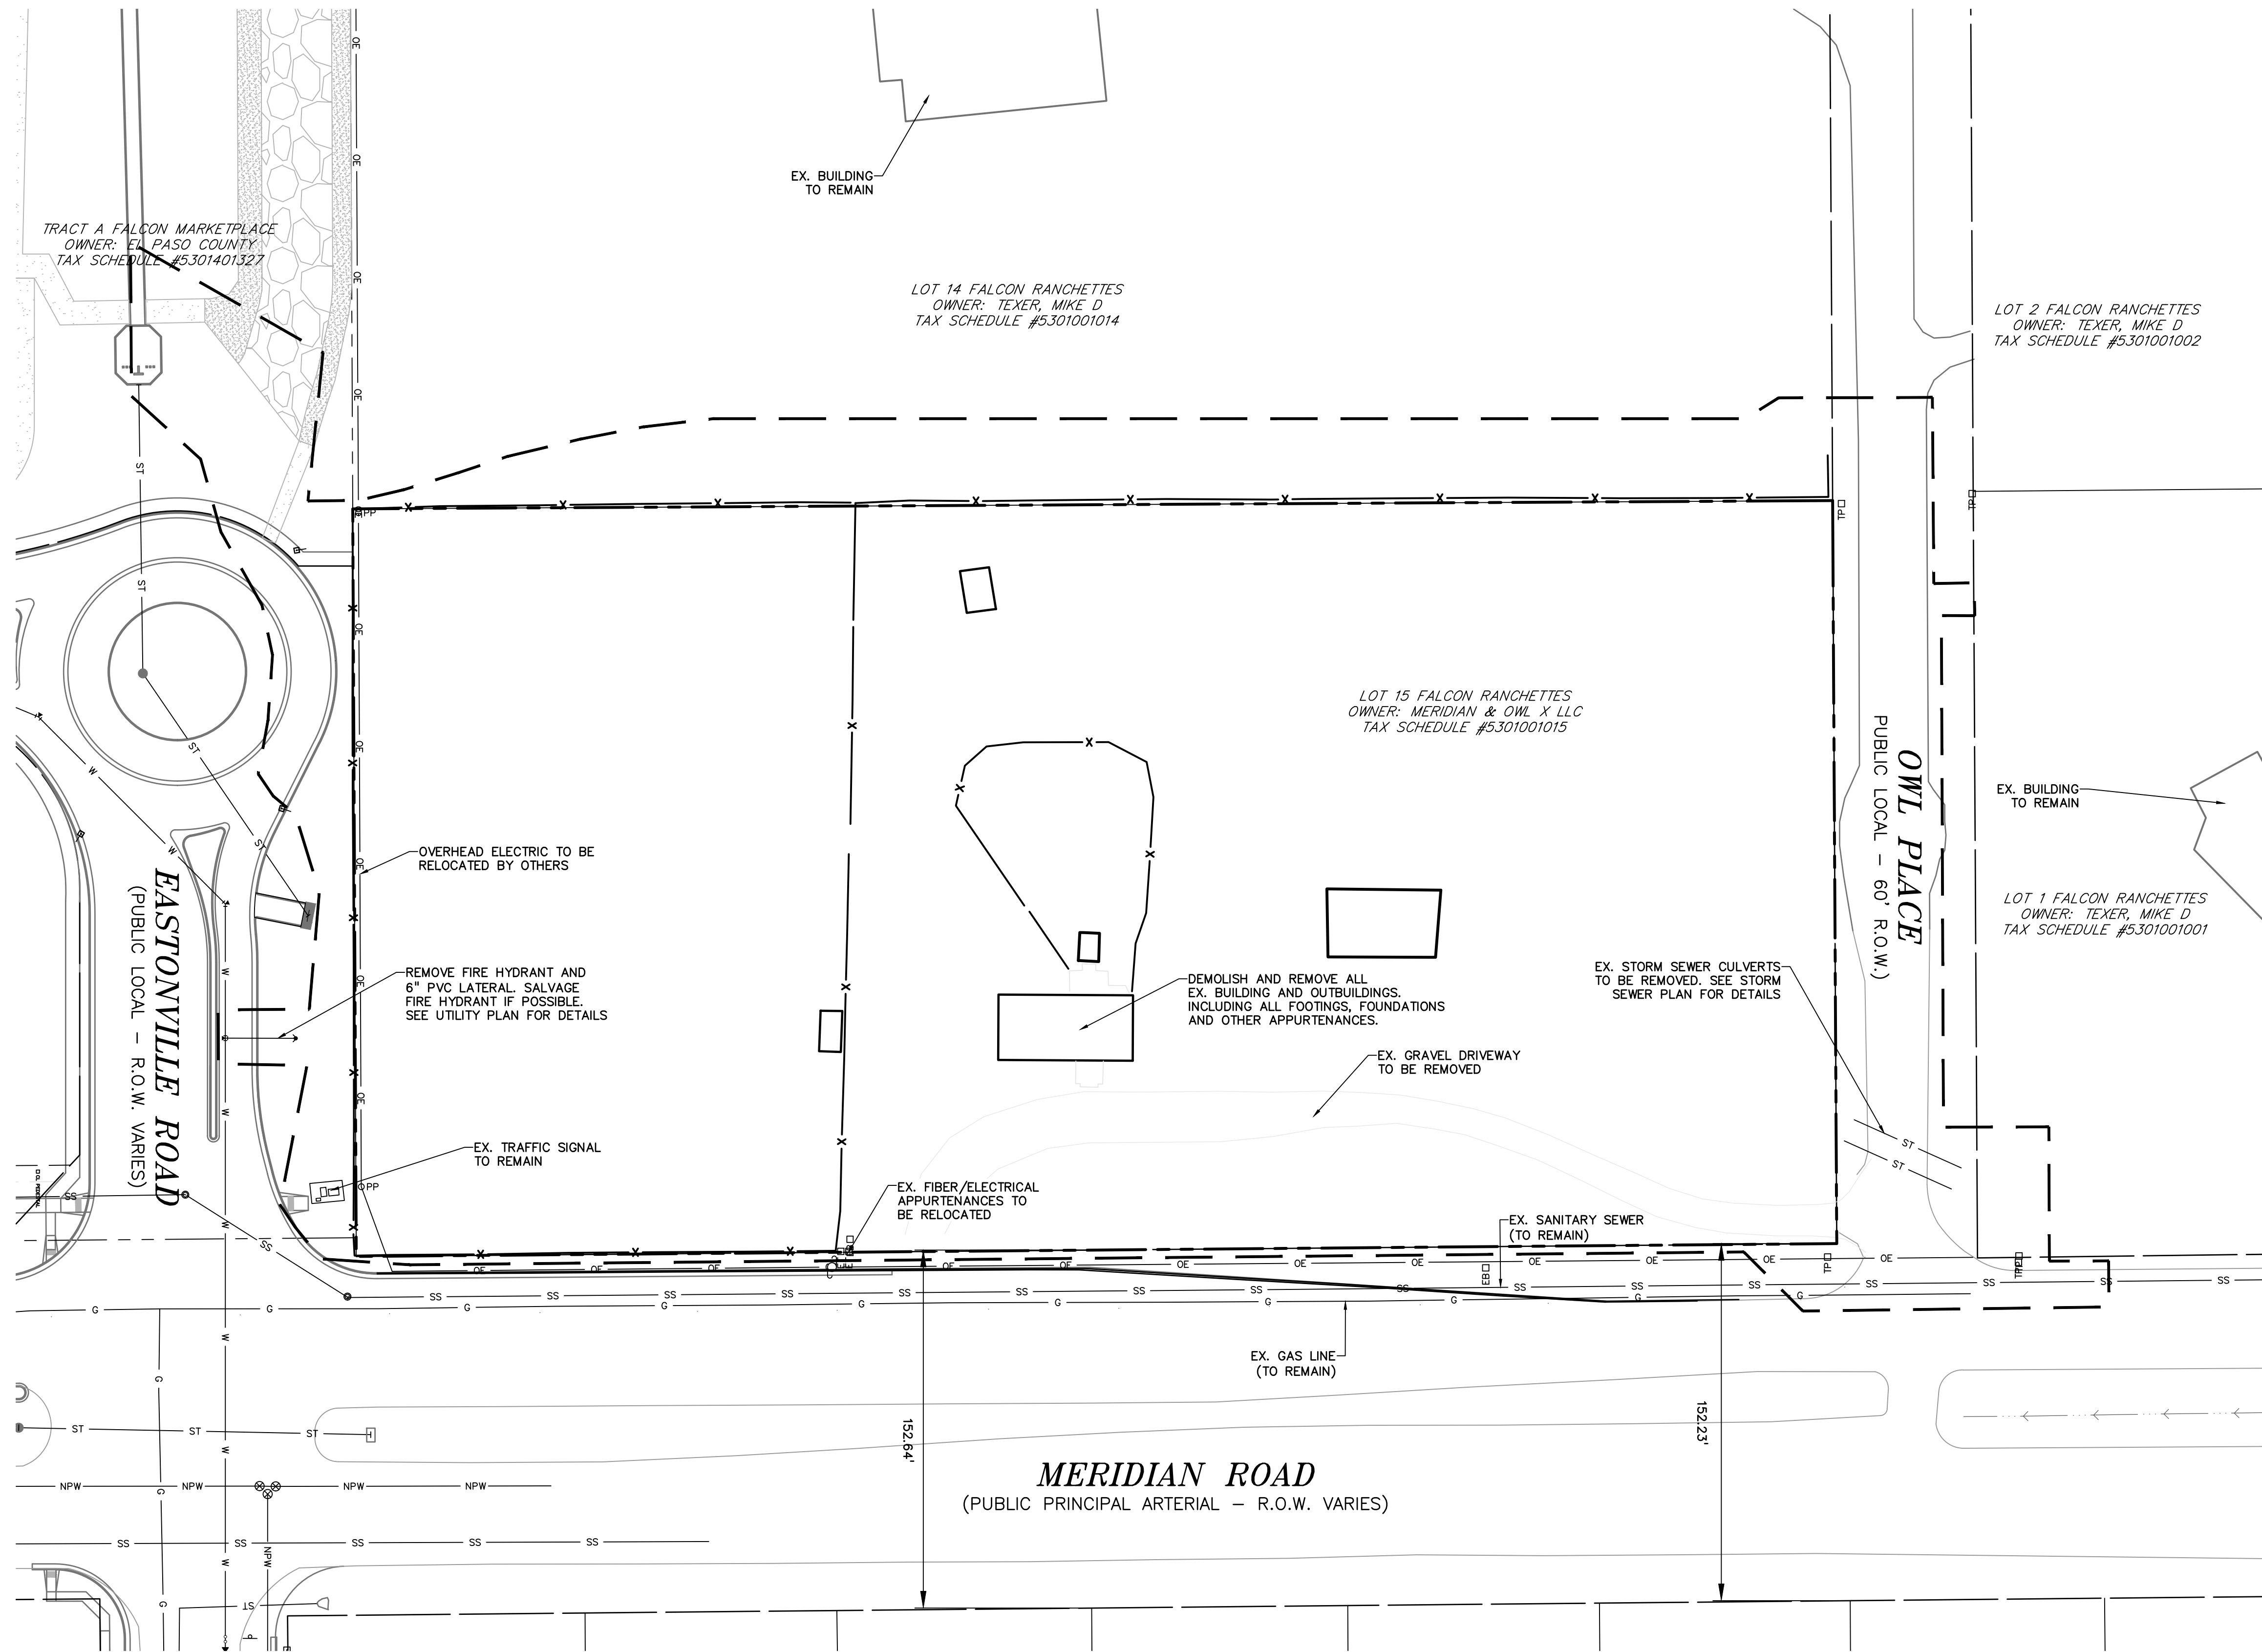 EX. BUILDING
TO REMAIN
TRACT A FALCON MARKETPLACE
OWNER: EL PASO COUNTY
TAX SCHEDULE #5301401327
LOT 14 FALCON RANCHETTES
OWNER: TEXER, MIKE D
TAX SCHEDULE #5301001014
LOT 2 FALCON RANCHETTES
OWNER: TEXER, MIKE D
TAX SCHEDULE #5301001002
LOT 15 FALCON RANCHETTES
OWNER: MERIDIAN & OWL X LLC
TAX SCHEDULE #5301001015
OWL PLACE
PUBLIC LOCAL – 60' R.O.W.)
EX. BUILDING
TO REMAIN
LOT 1 FALCON RANCHETTES
OWNER: TEXER, MIKE D
TAX SCHEDULE #5301001001
OVERHEAD ELECTRIC TO BE
RELOCATED BY OTHERS
EASTONVILLE ROAD
(PUBLIC LOCAL – R.O.W. VARIES)
REMOVE FIRE HYDRANT AND
6" PVC LATERAL. SALVAGE
FIRE HYDRANT IF POSSIBLE.
SEE UTILITY PLAN FOR DETAILS
DEMOLISH AND REMOVE ALL
EX. BUILDING AND OUTBUILDINGS.
INCLUDING ALL FOOTINGS, FOUNDATIONS
AND OTHER APPURTENANCES.
EX. STORM SEWER CULVERTS
TO BE REMOVED. SEE STORM
SEWER PLAN FOR DETAILS
EX. GRAVEL DRIVEWAY
TO BE REMOVED
EX. TRAFFIC SIGNAL
TO REMAIN
EX. FIBER/ELECTRICAL
APPURTENANCES TO
BE RELOCATED
EX. SANITARY SEWER
(TO REMAIN)
EX. GAS LINE
(TO REMAIN)
152.64'
152.23'
MERIDIAN ROAD
(PUBLIC PRINCIPAL ARTERIAL – R.O.W. VARIES)
OE
PP
TP
ST
W
SS
G
EB
NPW
X